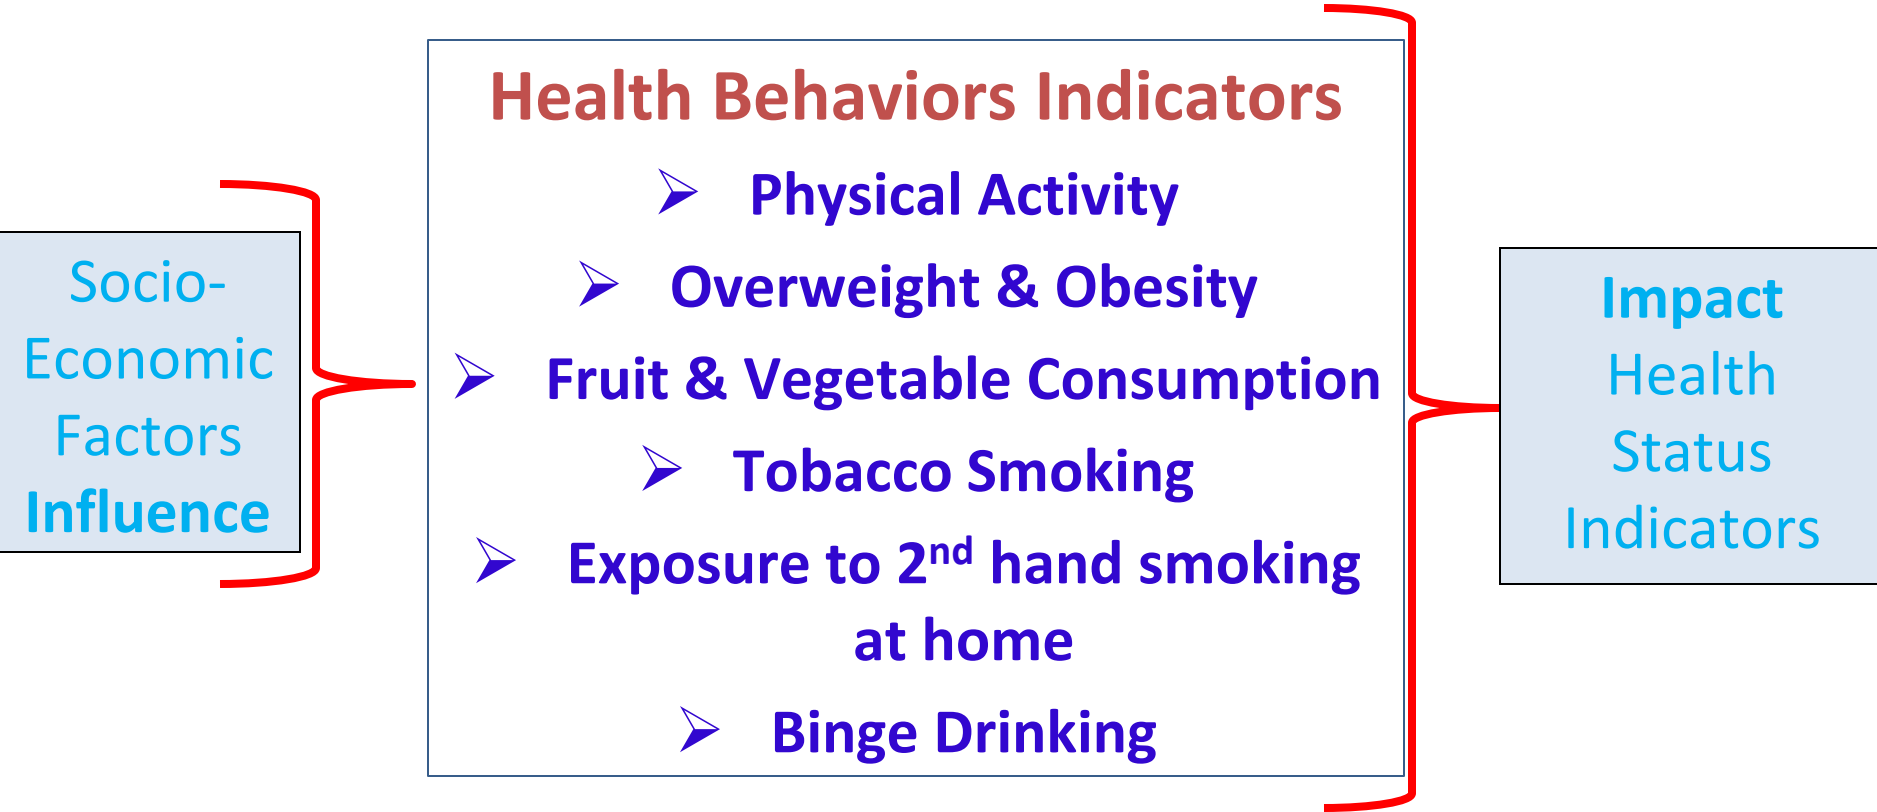 Socio-
Economic
Factors
Influence
Health Behaviors Indicators
➢ Physical Activity
➢ Overweight & Obesity
➢ Fruit & Vegetable Consumption
➢ Tobacco Smoking
➢ Exposure to 2nd hand smoking
at home
➢ Binge Drinking
Impact
Health
Status
Indicators